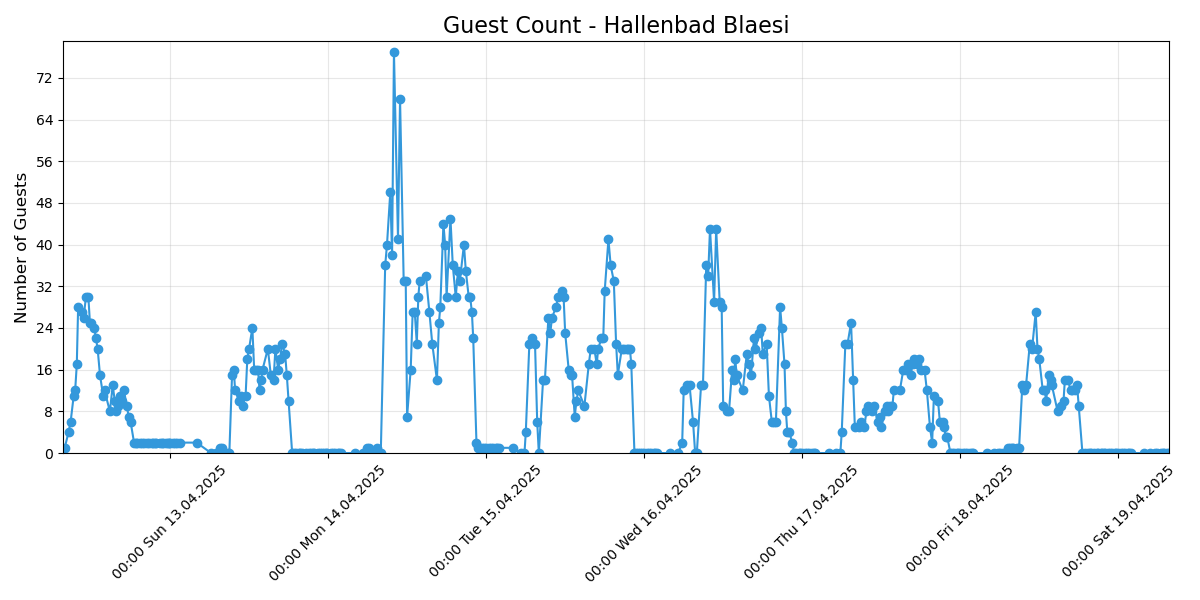 Guest Count - Hallenbad Blaesi
Number of Guests
72
64
56
48
40
32
24
16
8
0
00:00 Sun 13.04.2025
00:00 Mon 14.04.2025
00:00 Tue 15.04.2025
00:00 Wed 16.04.2025
00:00 Thu 17.04.2025
00:00 Fri 18.04.2025
00:00 Sat 19.04.2025